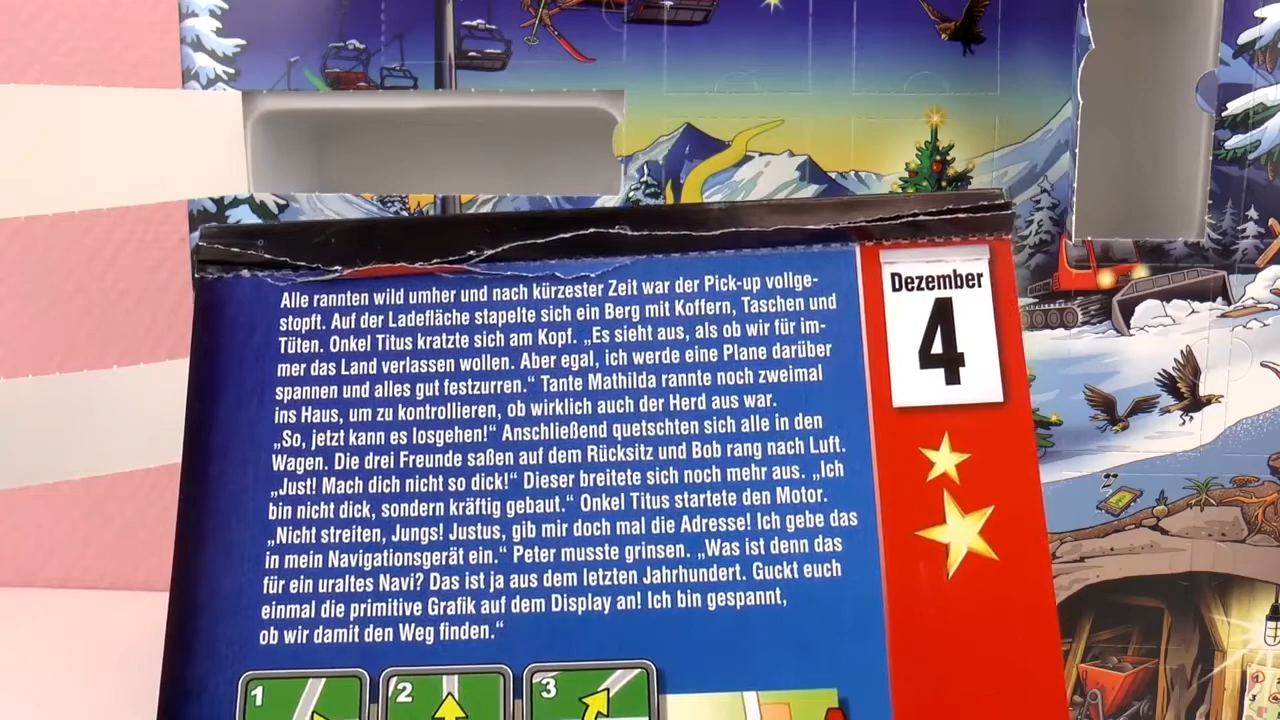 Alle rannten wild umher und nach kürzester Zeit war der Pick-up vollge-
stopft. Auf der Ladefläche stapelte sich ein Berg mit Koffern, Taschen und
Tüten. Onkel Titus kratzte sich am Kopf. „Es sieht aus, als ob wir für im-
mer das Land verlassen wollen. Aber egal, ich werde eine Plane darüber
spannen und alles gut festzurren.“ Tante Mathilda rannte noch zweimal
ins Haus, um zu kontrollieren, ob wirklich auch der Herd aus war.
„So, jetzt kann es losgehen!“ Anschließend quetschten sich alle in den
Wagen. Die drei Freunde saßen auf dem Rücksitz und Bob rang nach Luft.
„Just! Mach dich nicht so dick!“ Dieser breitete sich noch mehr aus. „Ich
bin nicht dick, sondern kräftig gebaut.“ Onkel Titus startete den Motor.
„Nicht streiten, Jungs! Justus, gib mir doch mal die Adresse! Ich gebe das
in mein Navigationsgerät ein.“ Peter musste grinsen. „Was ist denn das
für ein uraltes Navi? Das ist ja aus dem letzten Jahrhundert. Guckt euch
einmal die primitive Grafik auf dem Display an! Ich bin gespannt,
ob wir damit den Weg finden.“
Dezember
4
1
2
3